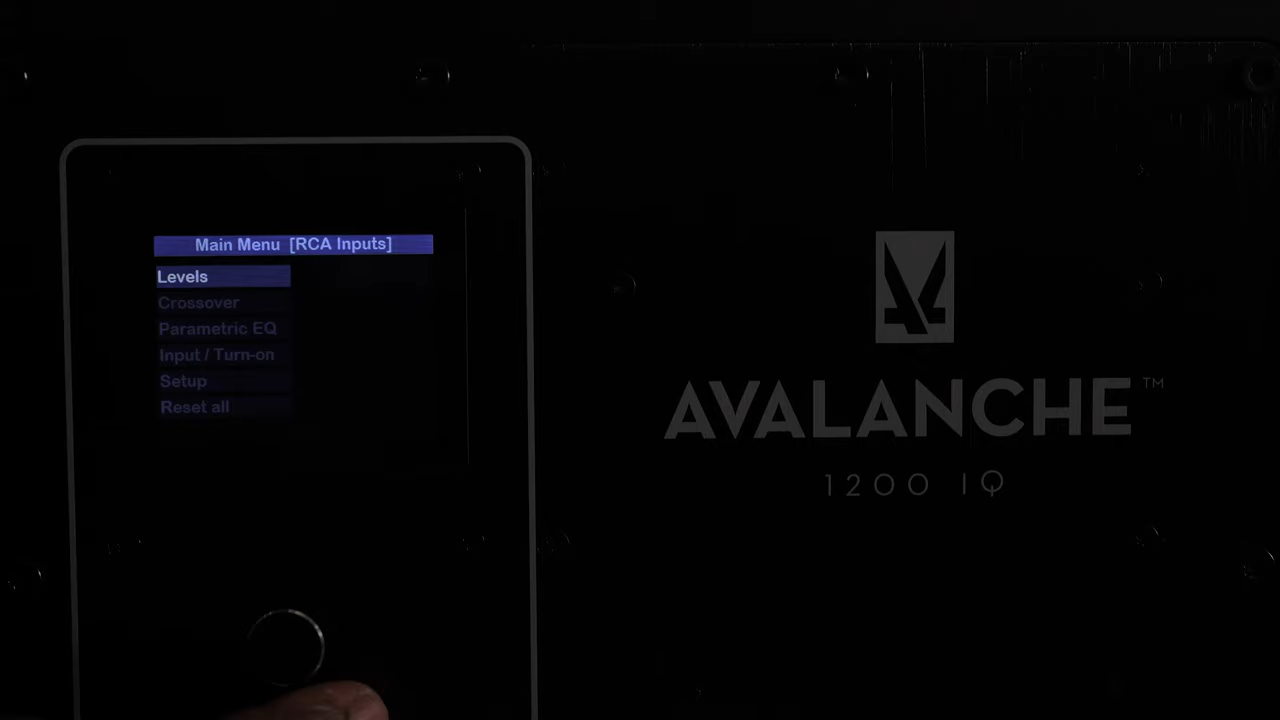 Main Menu [RCA Inputs]
Levels
Crossover
Parametric EQ
Input / Turn-on
Setup
Reset all
AVALANCHE™
1200 IQ